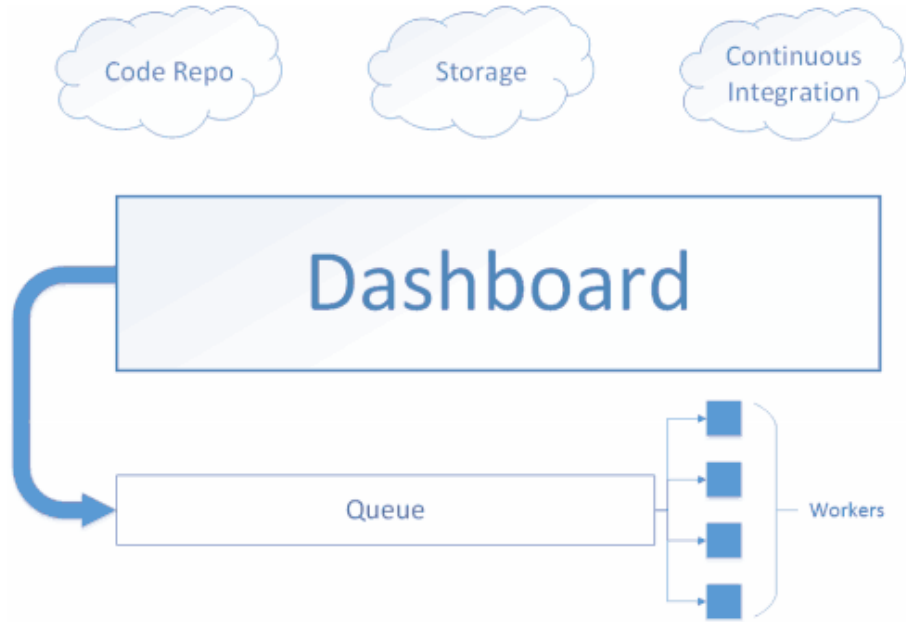 Code Repo
Storage
Continuous
Integration
Dashboard
Queue
Workers